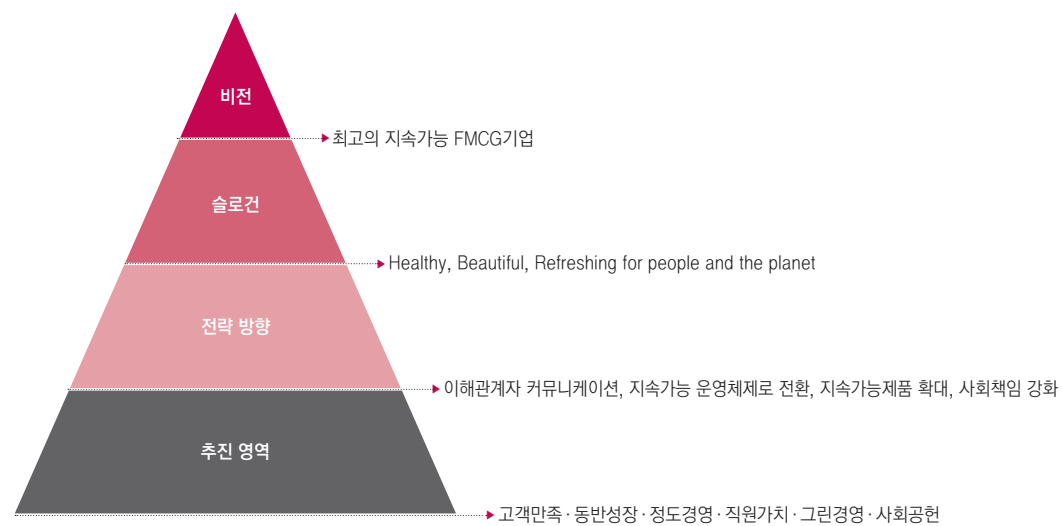 비전
최고의 지속가능 FMCG기업
슬로건
Healthy, Beautiful, Refreshing for people and the planet
전략 방향
이해관계자 커뮤니케이션, 지속가능 운영체제로 전환, 지속가능제품 확대, 사회책임 강화
추진 영역
고객만족·동반성장·정도경영·직원가치·그린경영·사회공헌